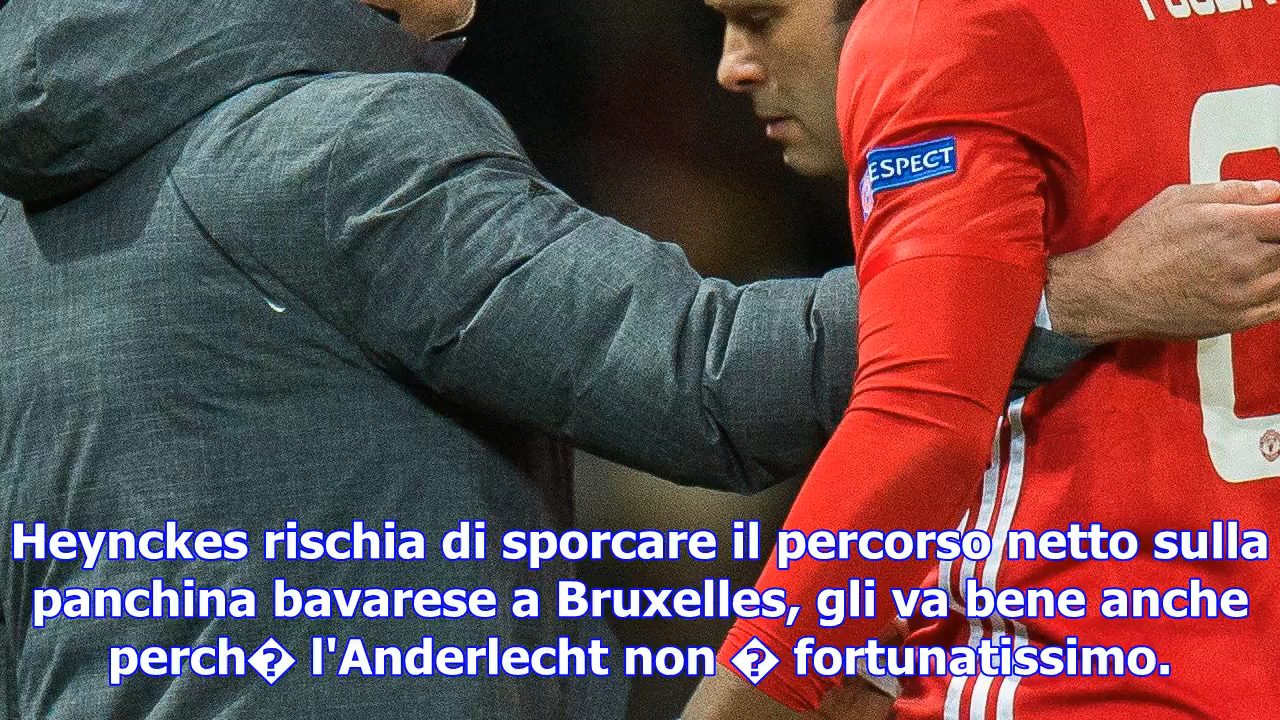 ESPECT
Heynckes rischia di sporcare il percorso netto sulla
panchina bavarese a Bruxelles, gli va bene anche
perch� l'Anderlecht non � fortunatissimo.